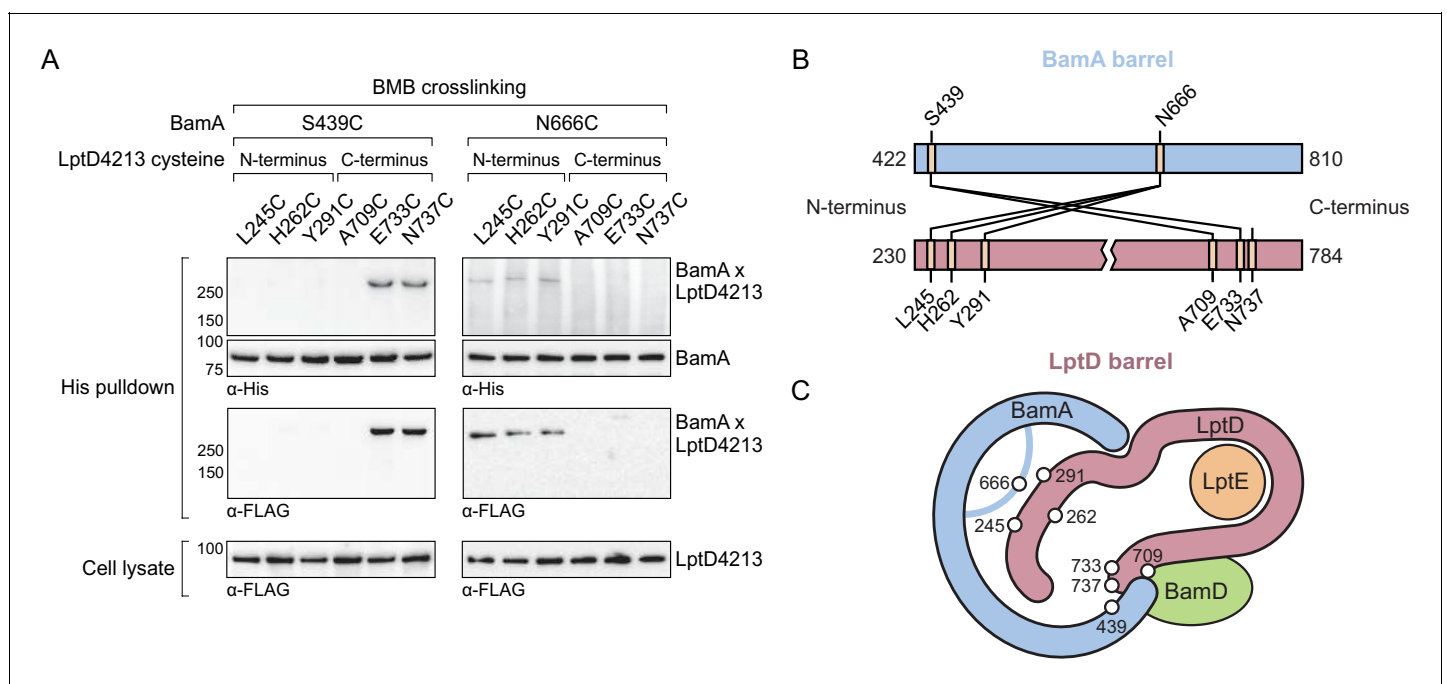 A
BMB crosslinking
BamA S439C N666C
LptD4213 cysteine N-terminus C-terminus N-terminus C-terminus
L245C H262C Y291C A709C E733C N737C L245C H262C Y291C A709C E733C N737C
250
150
BamA x
LptD4213
100
75
BamA
His pulldown
α-His α-His
250
150
BamA x
LptD4213
α-FLAG α-FLAG
Cell lysate
100
LptD4213
α-FLAG α-FLAG
B
BamA barrel
S439 N666
422 810
N-terminus C-terminus
230 784
L245 H262 Y291 A709 E733 N737
LptD barrel
C
BamA
LptD
LptE
666 291
245 262
733 709
737
BamD
439